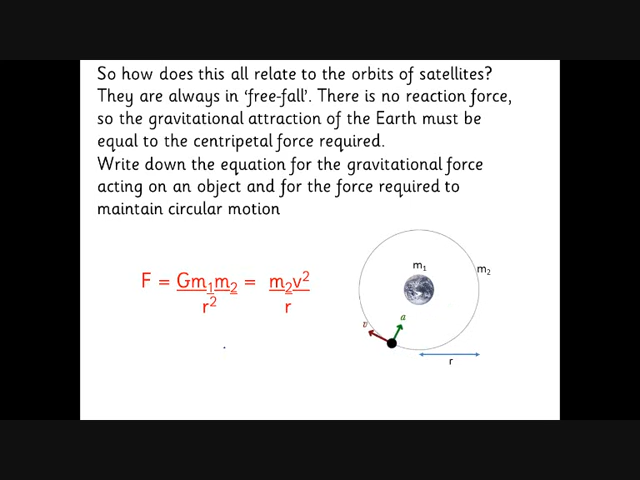 So how does this all relate to the orbits of satellites?
They are always in ‘free-fall’. There is no reaction force,
so the gravitational attraction of the Earth must be
equal to the centripetal force required.
Write down the equation for the gravitational force
acting on an object and for the force required to
maintain circular motion
F = Gm₁m₂ = m₂v²
r² r
m₁
m₂
a
v
r